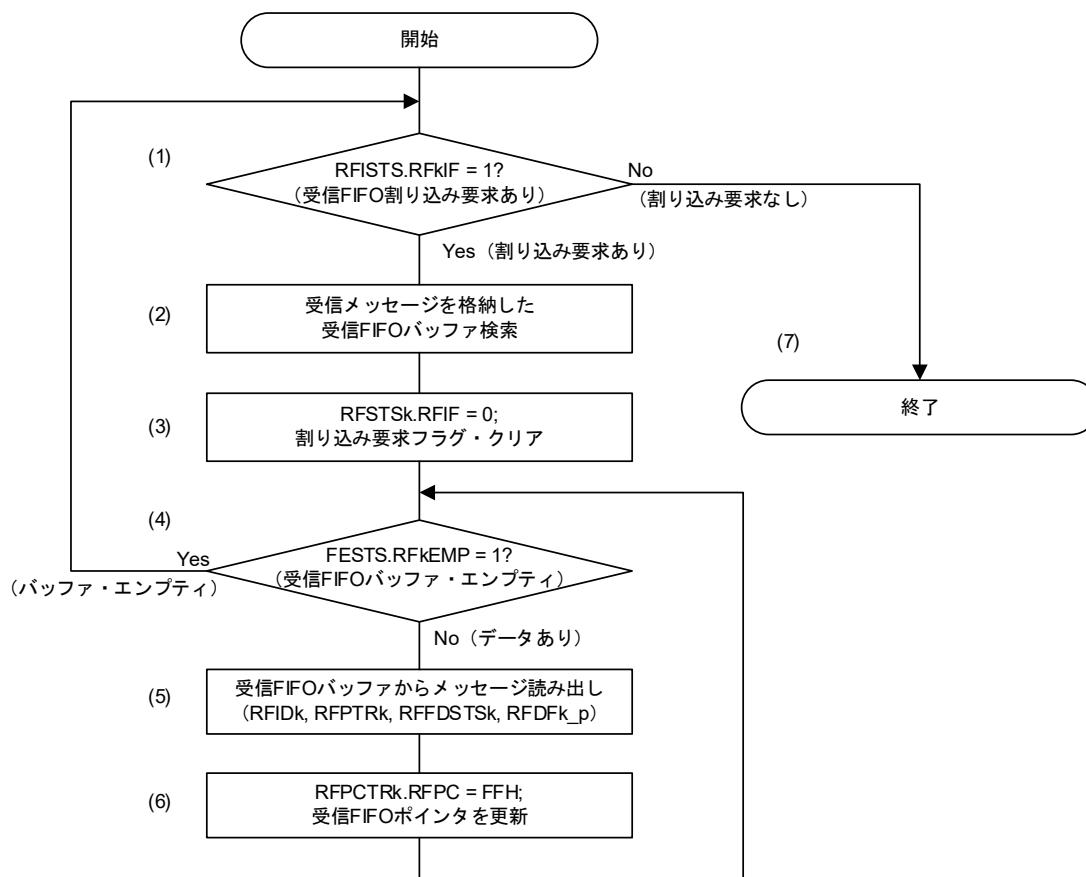 開始
(1)
RFISTS.RFkIF = 1?
（受信FIFO割り込み要求あり）
No
（割り込み要求なし）
Yes（割り込み要求あり）
(2)
受信メッセージを格納した
受信FIFOバッファ検索
(7)
終了
(3)
RFSTSk.RFIF = 0;
割り込み要求フラグ・クリア
(4)
FESTS.RFkEMP = 1?
（受信FIFOバッファ・エンプティ）
Yes
（バッファ・エンプティ）
No（データあり）
(5)
受信FIFOバッファからメッセージ読み出し
（RFIDk, RFPTRk, RFFDSTSk, RFDFk_p）
(6)
RFPCTRk.RFPC = FFH;
受信FIFOポインタを更新